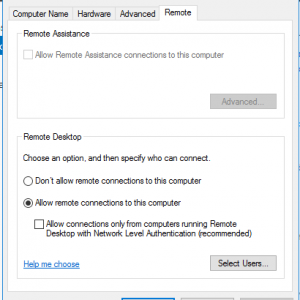 Computer Name Hardware Advanced Remote
Remote Assistance
Allow Remote Assistance connections to this computer
Advanced...
Remote Desktop
Choose an option, and then specify who can connect.
Don't allow remote connections to this computer
Allow remote connections to this computer
Allow connections only from computers running Remote
Desktop with Network Level Authentication (recommended)
Help me choose
Select Users...